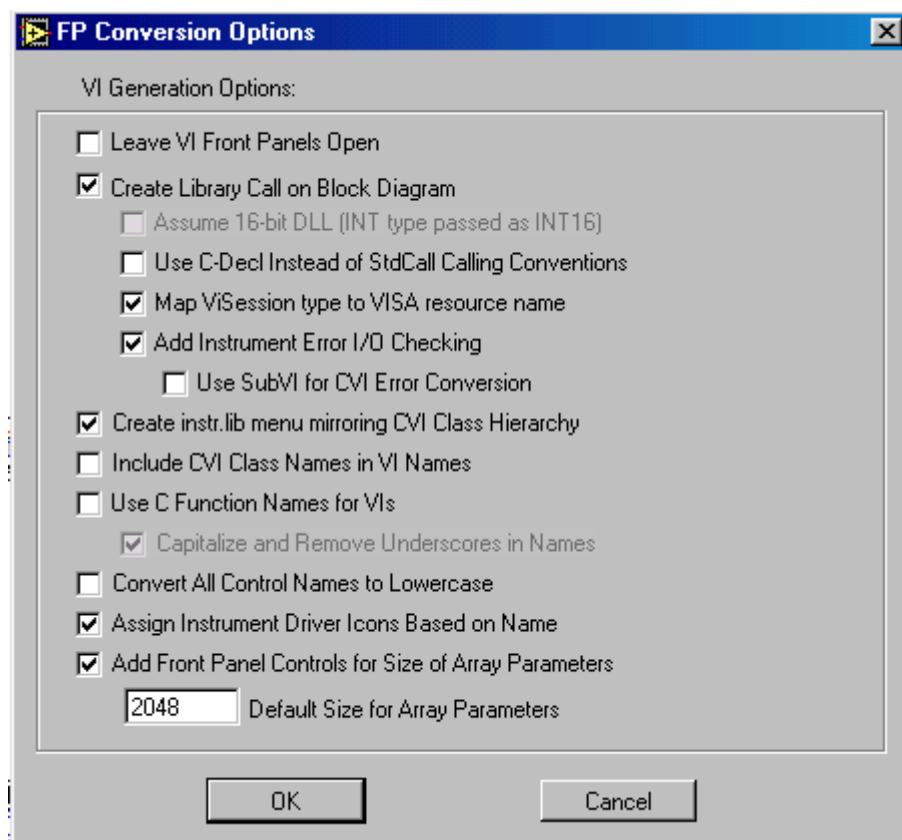 FP Conversion Options
VI Generation Options:
Leave VI Front Panels Open
Create Library Call on Block Diagram
Assume 16-bit DLL (INT type passed as INT16)
Use C-Decl Instead of StdCall Calling Conventions
Map ViSession type to VISA resource name
Add Instrument Error I/O Checking
Use SubVI for CVI Error Conversion
Create instr.lib menu mirroring CVI Class Hierarchy
Include CVI Class Names in VI Names
Use C Function Names for VIs
Capitalize and Remove Underscores in Names
Convert All Control Names to Lowercase
Assign Instrument Driver Icons Based on Name
Add Front Panel Controls for Size of Array Parameters
2048 Default Size for Array Parameters
OK Cancel